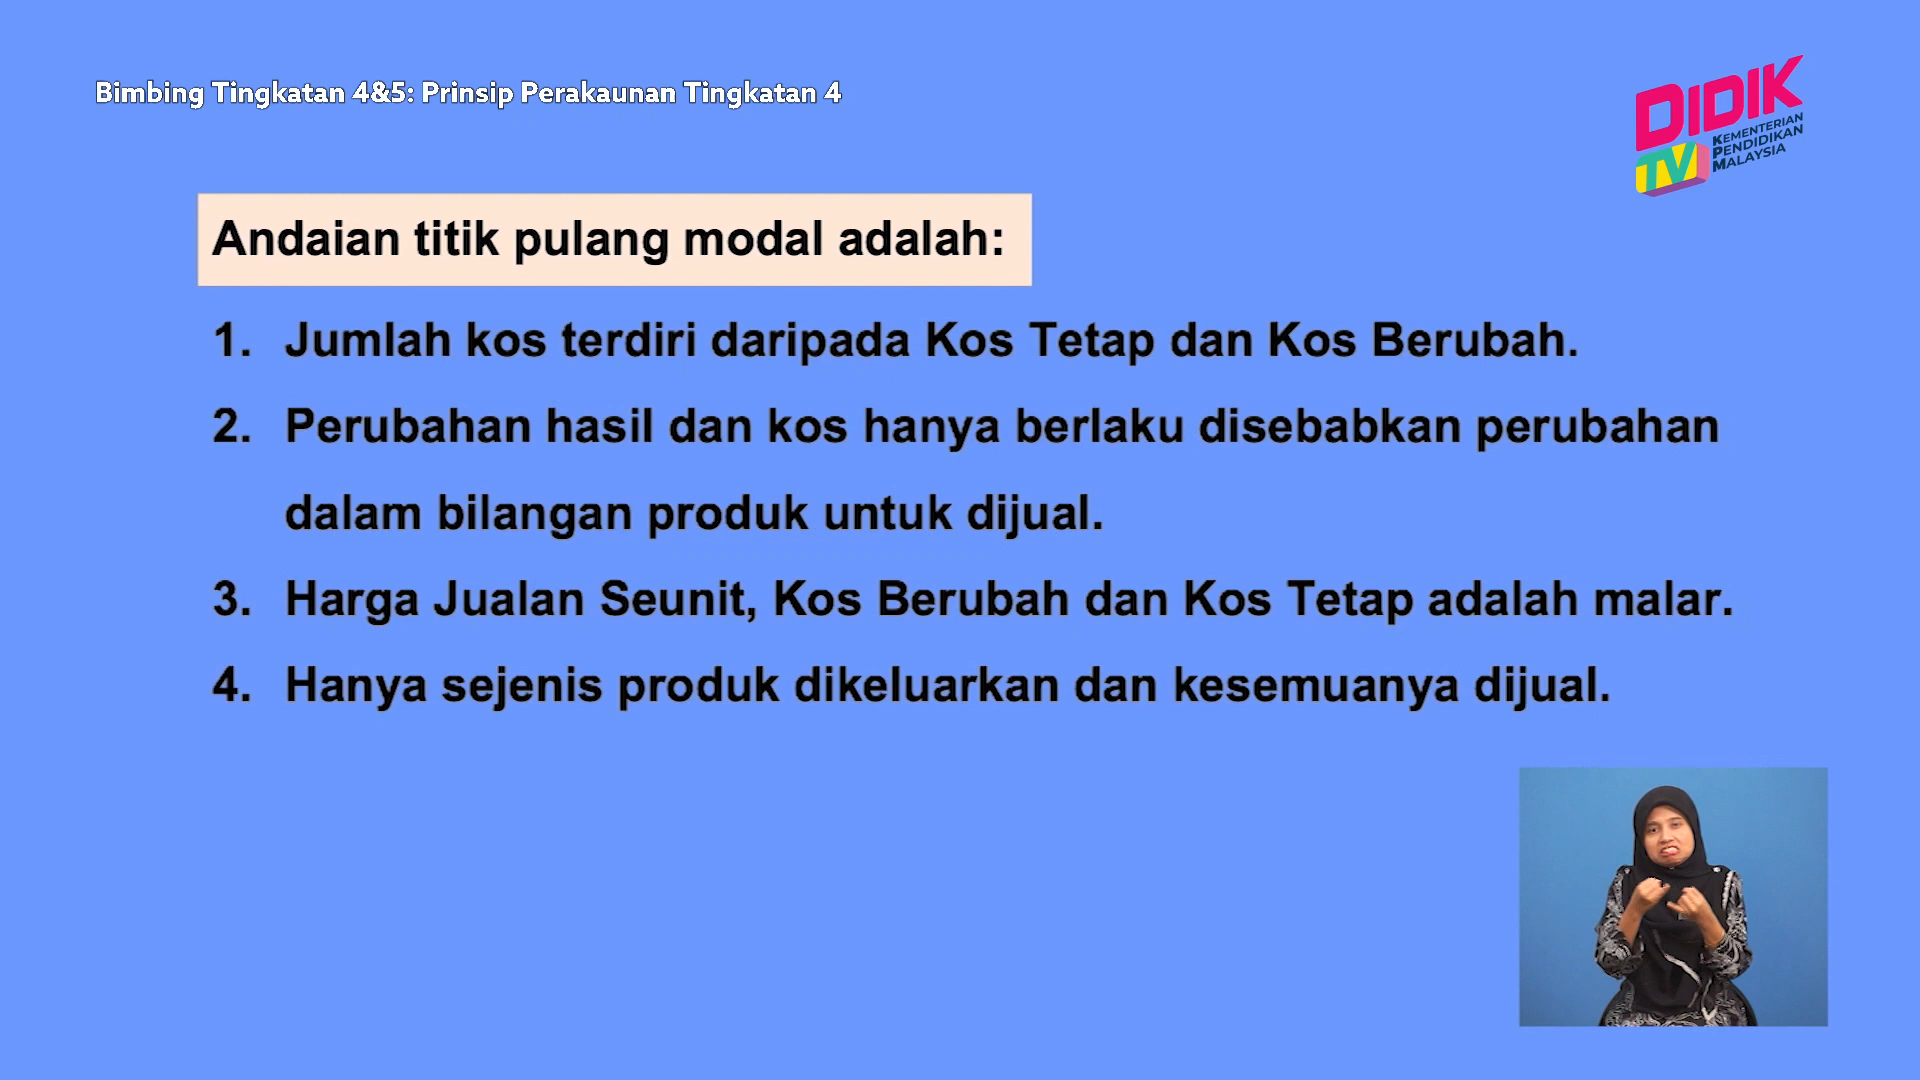 Bimbing Tingkatan 4&5: Prinsip Perakaunan Tingkatan 4
DIDIK
TV
KEMENTERIAN
PENDIDIKAN
MALAYSIA
Andaian titik pulang modal adalah:
1. Jumlah kos terdiri daripada Kos Tetap dan Kos Berubah.
2. Perubahan hasil dan kos hanya berlaku disebabkan perubahan
dalam bilangan produk untuk dijual.
3. Harga Jualan Seunit, Kos Berubah dan Kos Tetap adalah malar.
4. Hanya sejenis produk dikeluarkan dan kesemuanya dijual.